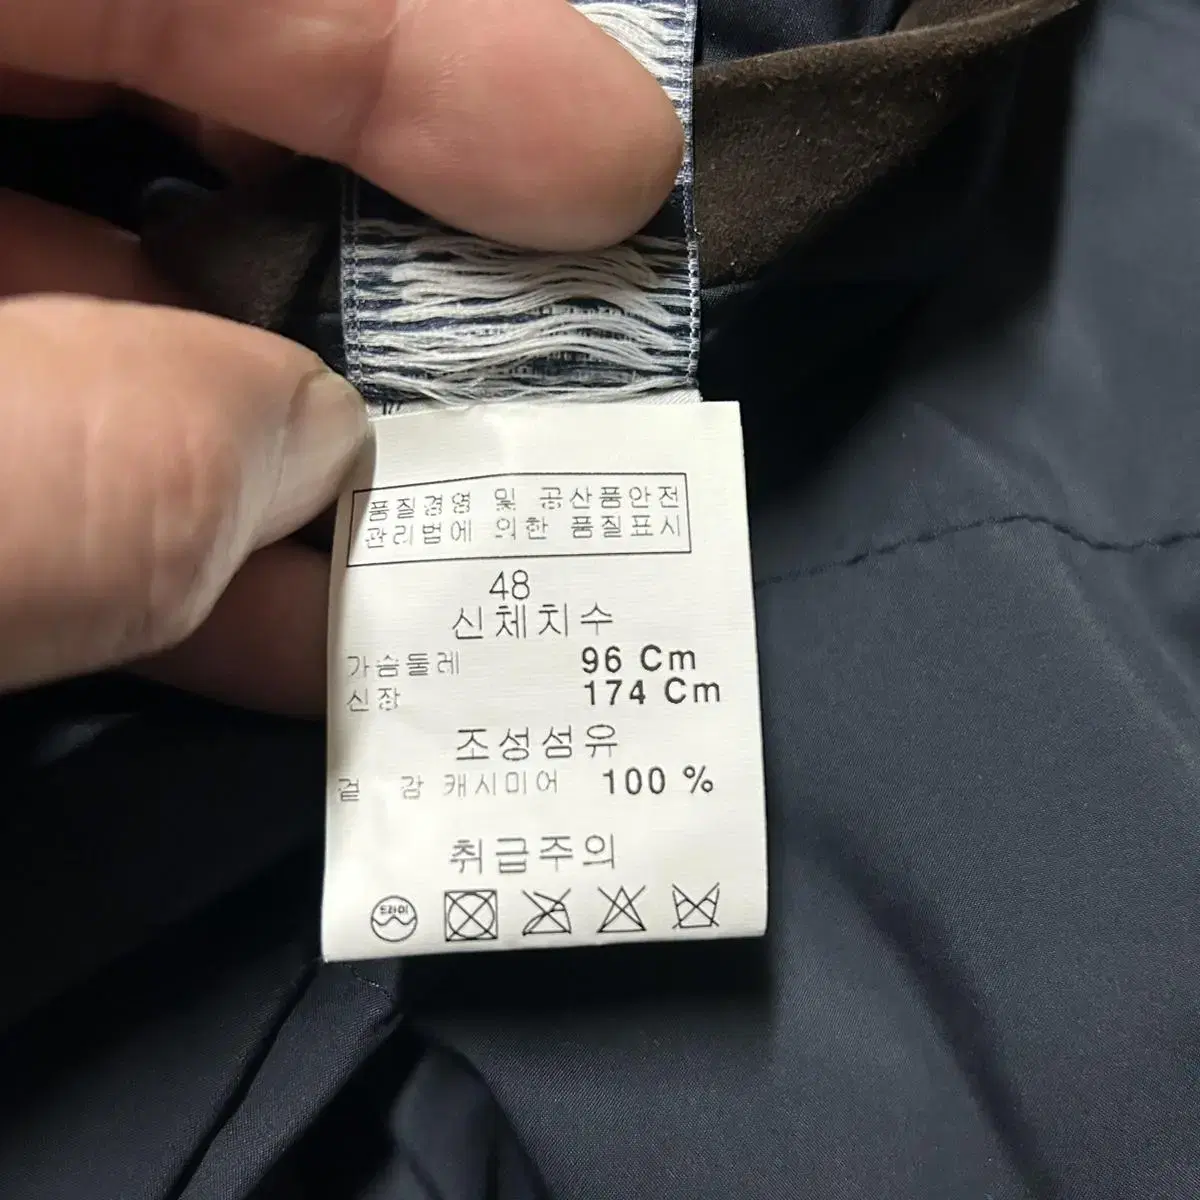 품질경영 및 공산품안전
관리법에 의한 품질표시
48
신체치수
가슴둘레 96 Cm
신장 174 Cm
조성섬유
겉 감 캐시미어 100 %
취급주의
드라이